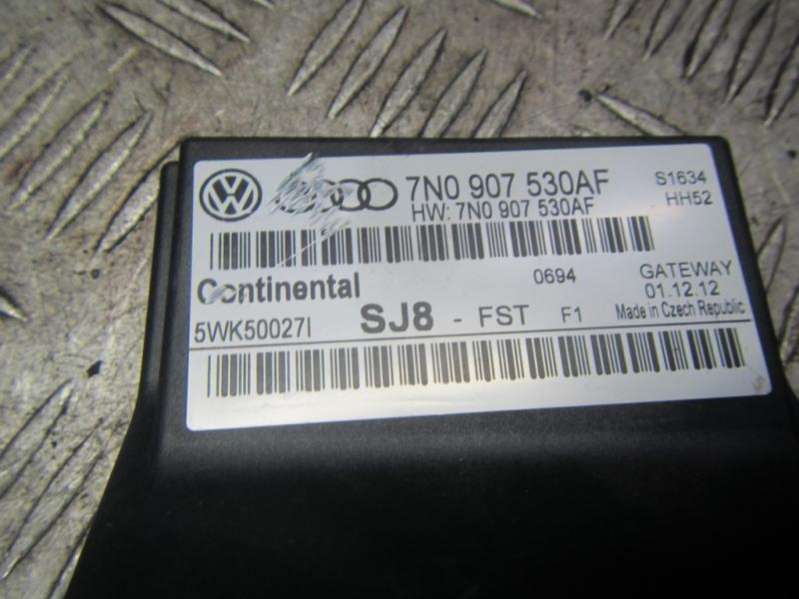 7N0 907 530AF S1634
HW: 7N0 907 530AF HH52
Continental 0694 GATEWAY
01.12.12
5WK50027I SJ8 - FST F1 Made in Czech Republic